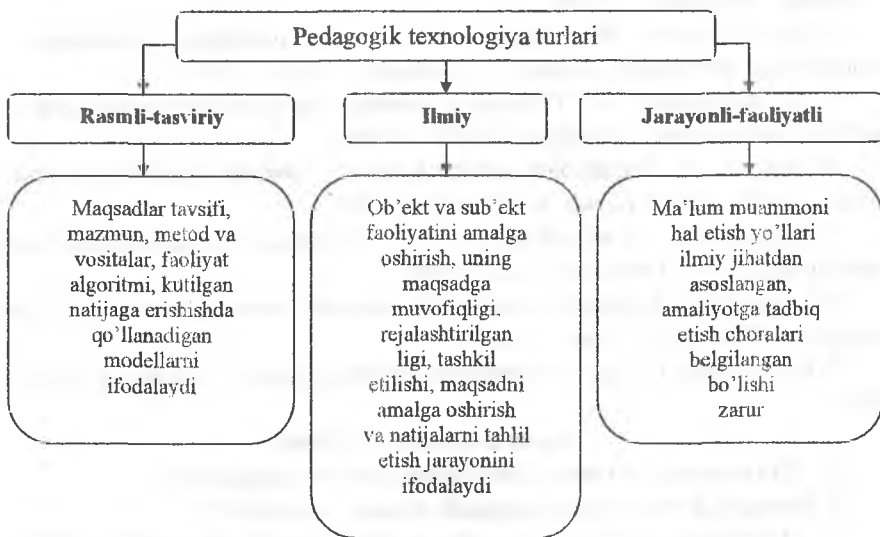 Pedagogik texnologiya turlari
Rasmli-tasviriy
Maqsadlar tavsifi,
mazmun, metod va
vositalar, faoliyat
algoritmi, kutilgan
natijaga erishishda
qo'llanadigan
modellarni
ifodalaydi
Ilmiy
Ob'ekt va sub'ekt
faoliyatini amalga
oshirish, uning
maqsadga
muvofiqligi,
rejalashtirilgan
ligi, tashkil
etilishi, maqsadni
amalga oshirish
va natijalarni tahlil
etish jarayonini
ifodalaydi
Jarayonli-faoliyatli
Ma'lum muammoni
hal etish yo'llari
ilmiy jihatdan
asoslangan,
amaliyotga tadbiq
etish choralari
belgilangan
bo'lishi
zarur